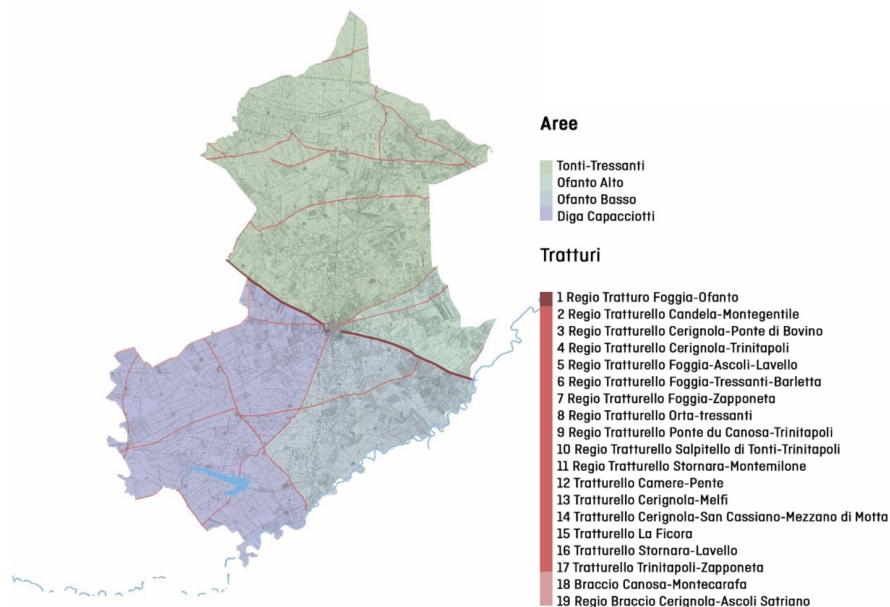 Aree
Tonti-Tressanti
Ofanto Alto
Ofanto Basso
Diga Capacciotti
Tratturi
1 Regio Tratturo Foggia-Ofanto
2 Regio Tratturello Candela-Montegentile
3 Regio Tratturello Cerignola-Ponte di Bovino
4 Regio Tratturello Cerignola-Trinitapoli
5 Regio Tratturello Foggia-Ascoli-Lavello
6 Regio Tratturello Foggia-Tressanti-Barletta
7 Regio Tratturello Foggia-Zapponeta
8 Regio Tratturello Orta-tressanti
9 Regio Tratturello Ponte du Canosa-Trinitapoli
10 Regio Tratturello Salpitello di Tonti-Trinitapoli
11 Regio Tratturello Stornara-Montemilone
12 Tratturello Camere-Pente
13 Tratturello Cerignola-Melfi
14 Tratturello Cerignola-San Cassiano-Mezzano di Motta
15 Tratturello La Ficora
16 Tratturello Stornara-Lavello
17 Tratturello Trinitapoli-Zapponeta
18 Braccio Canosa-Montecarafa
19 Regio Braccio Cerignola-Ascoli Satriano